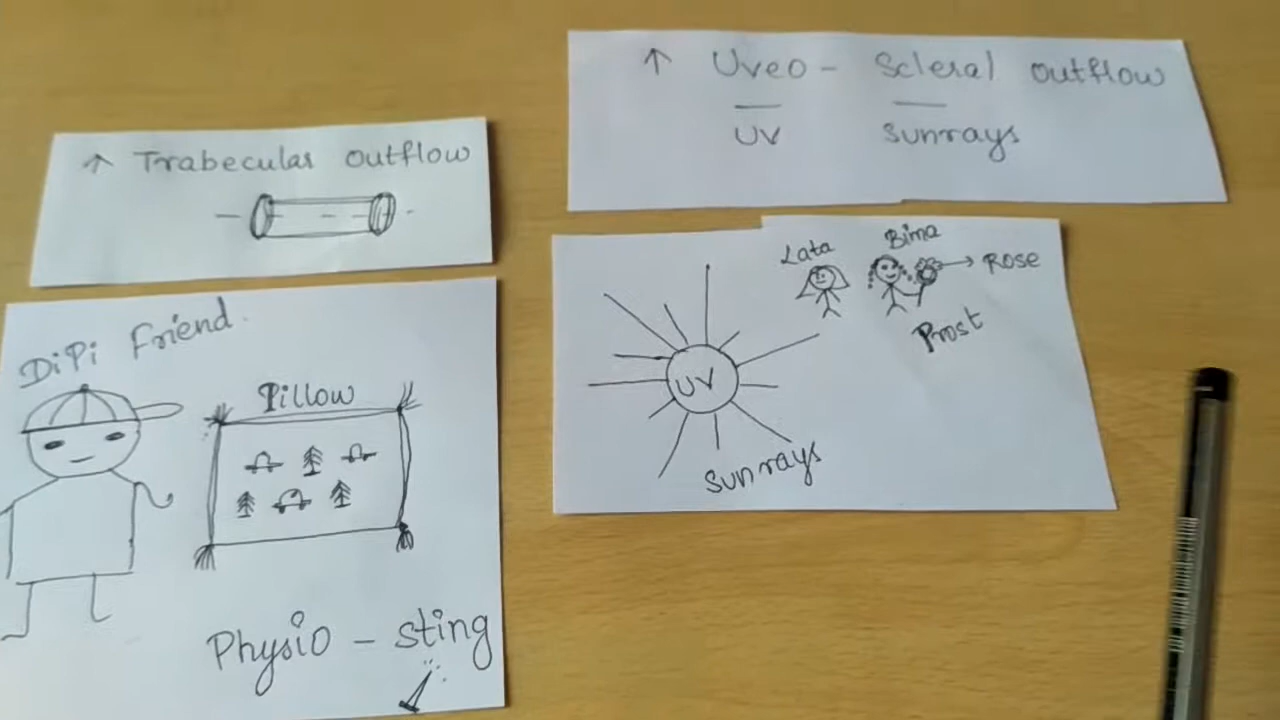 ↑ Trabecular outflow
DiPi Friend.
Pillow
Physio - sting
↑ Uveo - Scleral outflow
UV Sunrays
Lata
Bima
→ ROSE
Prost
UV
Sunrays